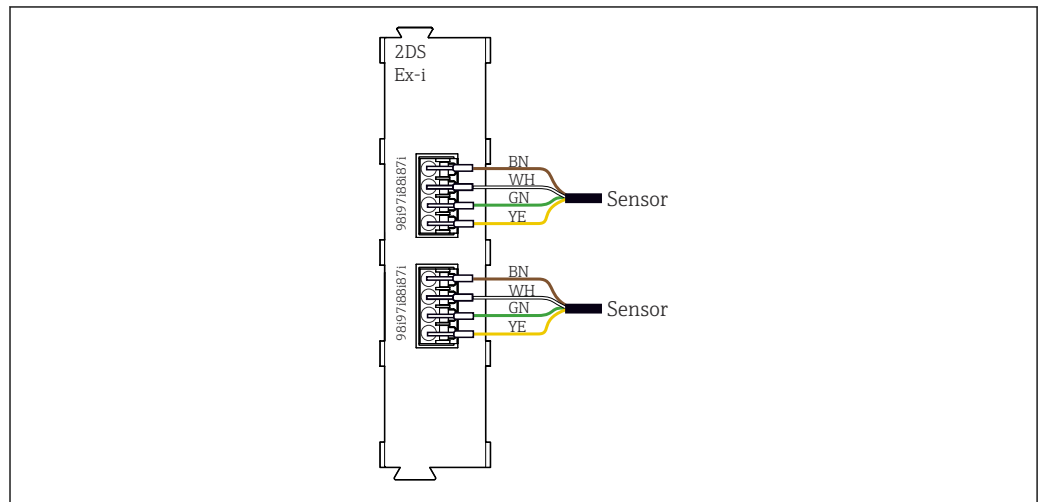 2DS
Ex-i
98i97i88i87i
BN
WH
GN
YE
Sensor
98i97i88i87i
BN
WH
GN
YE
Sensor